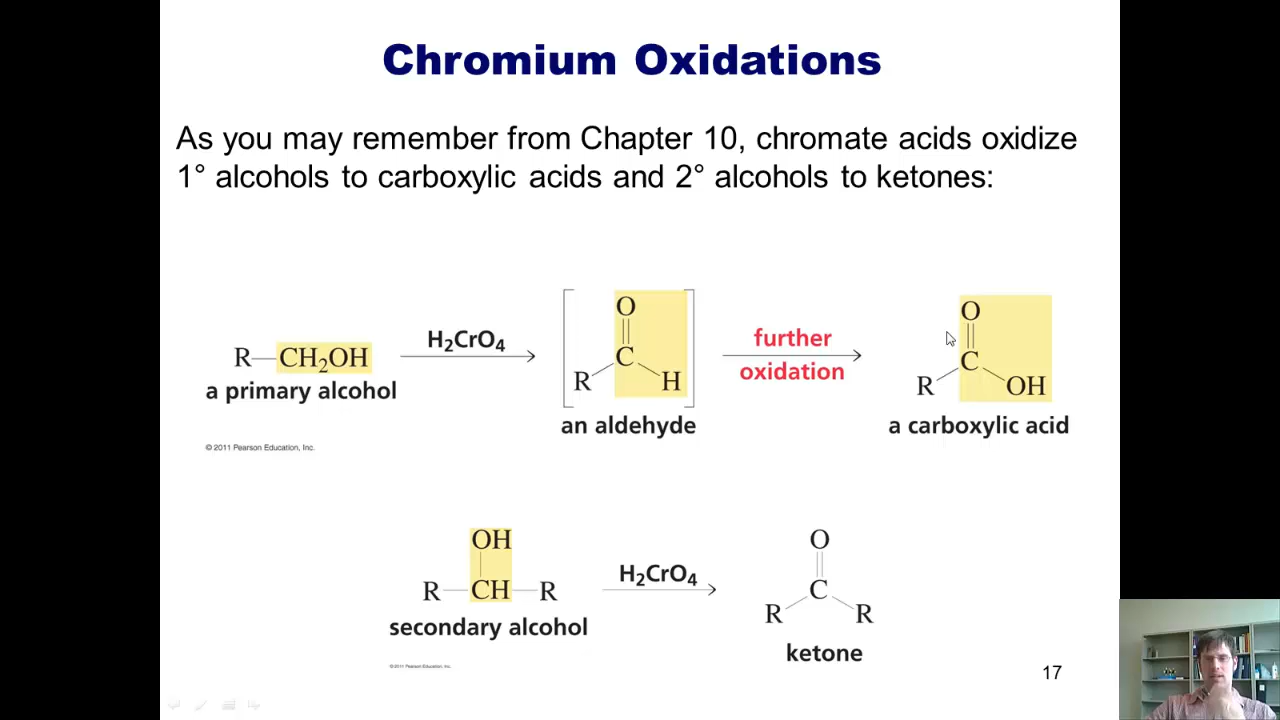 Chromium Oxidations
As you may remember from Chapter 10, chromate acids oxidize
1° alcohols to carboxylic acids and 2° alcohols to ketones:
R—CH₂OH
a primary alcohol
H₂CrO₄
O
C
R H
an aldehyde
further
oxidation
O
C
R OH
a carboxylic acid
© 2011 Pearson Education, Inc.
OH
R—CH—R
secondary alcohol
H₂CrO₄
O
C
R R
ketone
© 2011 Pearson Education, Inc.
17